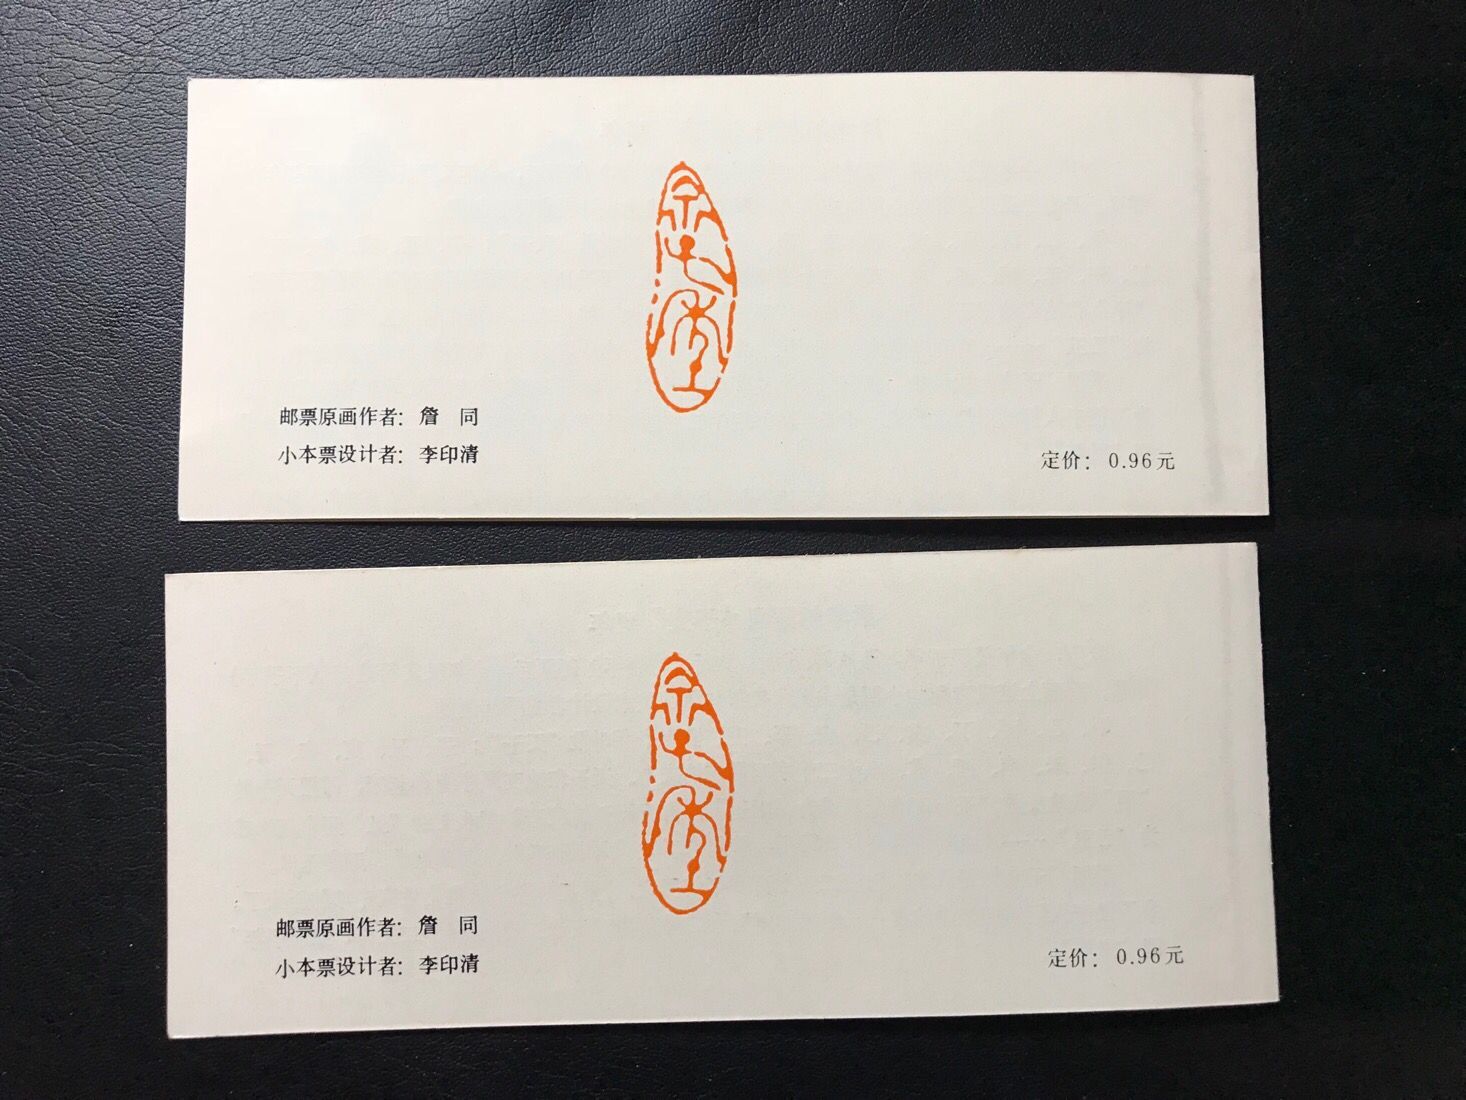 邮票原画作者：詹　同
小本票设计者：李印清
定价：0.96元
邮票原画作者：詹　同
小本票设计者：李印清
定价：0.96元